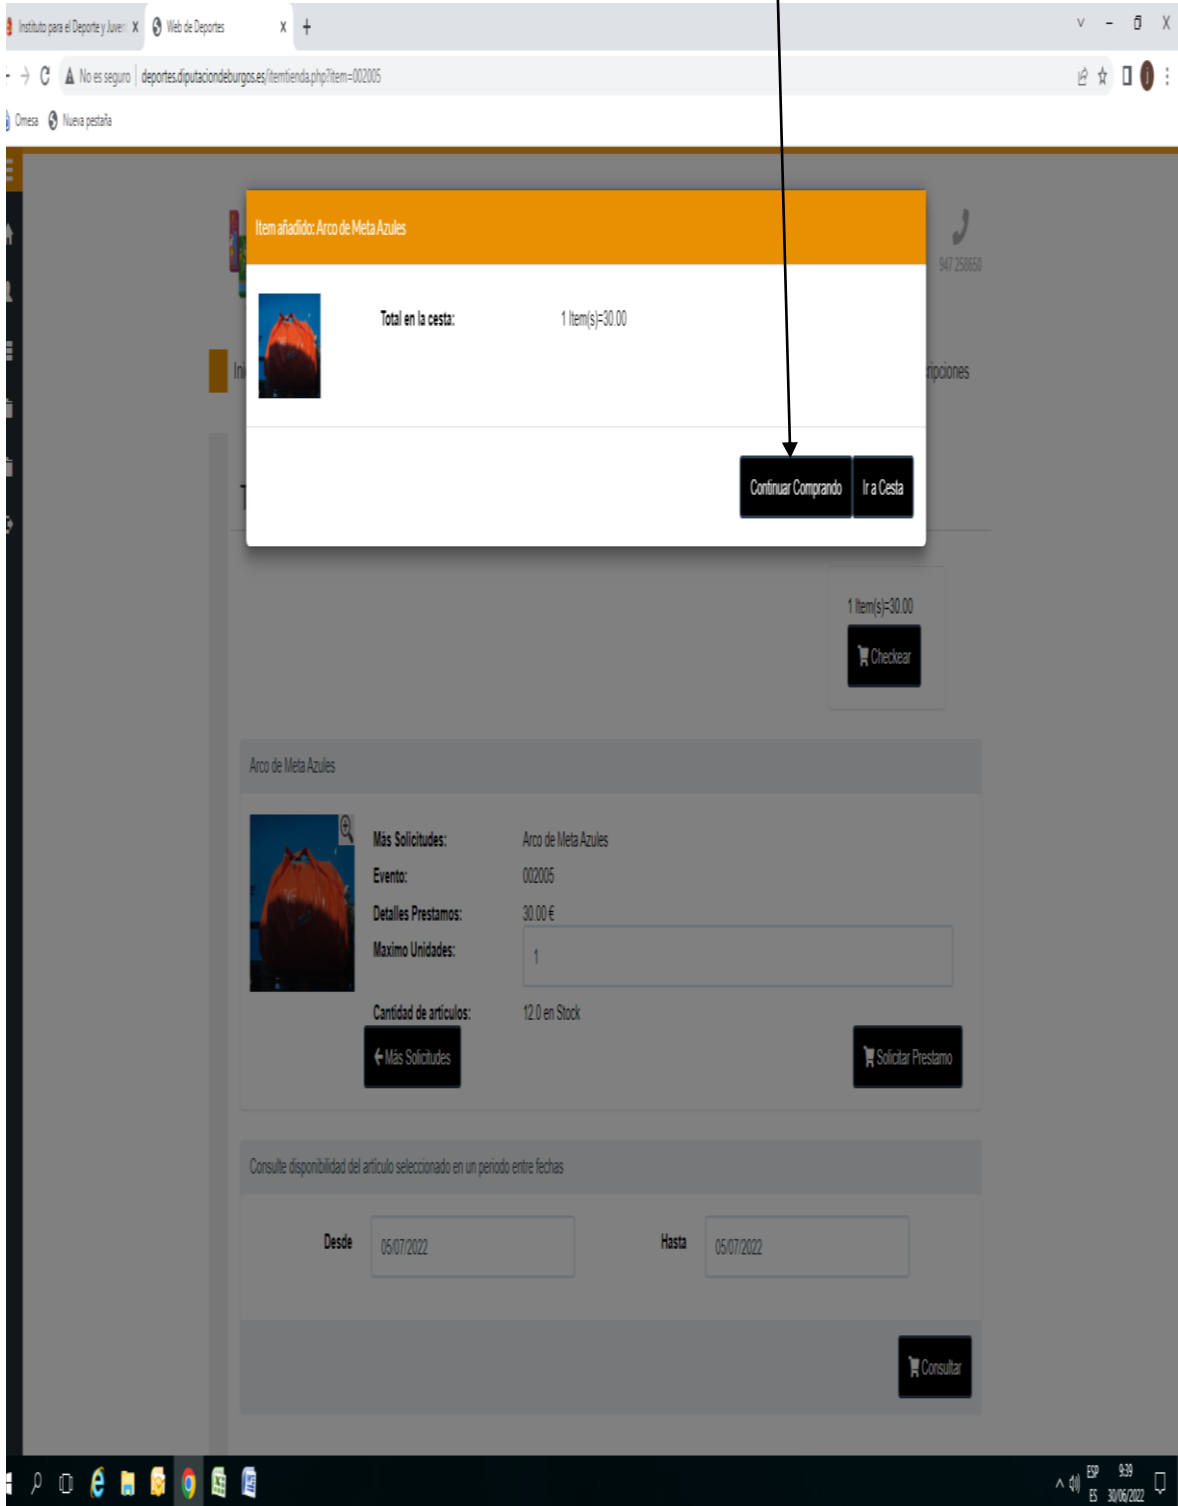 Instituto para el Deporte y Juven X Web de Deportes X +
No es seguro | deportes.diputaciondeburgos.es/itemtienda.php?item=002005
Omesa Nueva pestaña
Item añadido: Arco de Meta Azules
947 258650
Total en la cesta: 1 Item(s)=30.00
Continuar Comprando Ir a Cesta
1 Item(s)=30.00
Checkear
Arco de Meta Azules
Más Solicitudes: Arco de Meta Azules
Evento: 002005
Detalles Prestamos: 30.00 €
Maximo Unidades: 1
Cantidad de artículos: 12.0 en Stock
Más Solicitudes Solicitar Prestamo
Consulte disponibilidad del artículo seleccionado en un periodo entre fechas
Desde 05/07/2022 Hasta 05/07/2022
Consultar
ESP 9:39
ES 30/06/2022